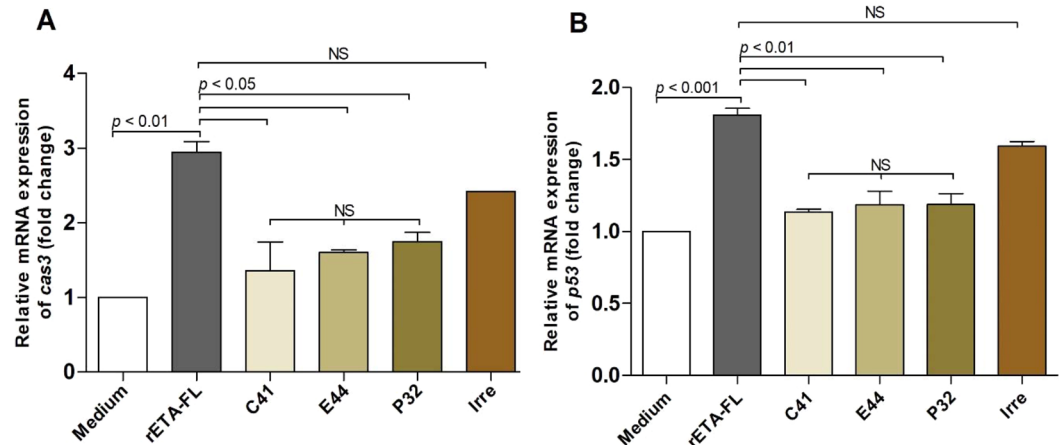 A
Relative mRNA expression
of cas3 (fold change)
4
3
2
1
0
NS
p < 0.05
p < 0.01
NS
Medium
rETA-FL
C41
E44
P32
Irre
B
Relative mRNA expression
of p53 (fold change)
2.0
1.5
1.0
0.5
0.0
NS
p < 0.01
p < 0.001
NS
Medium
rETA-FL
C41
E44
P32
Irre